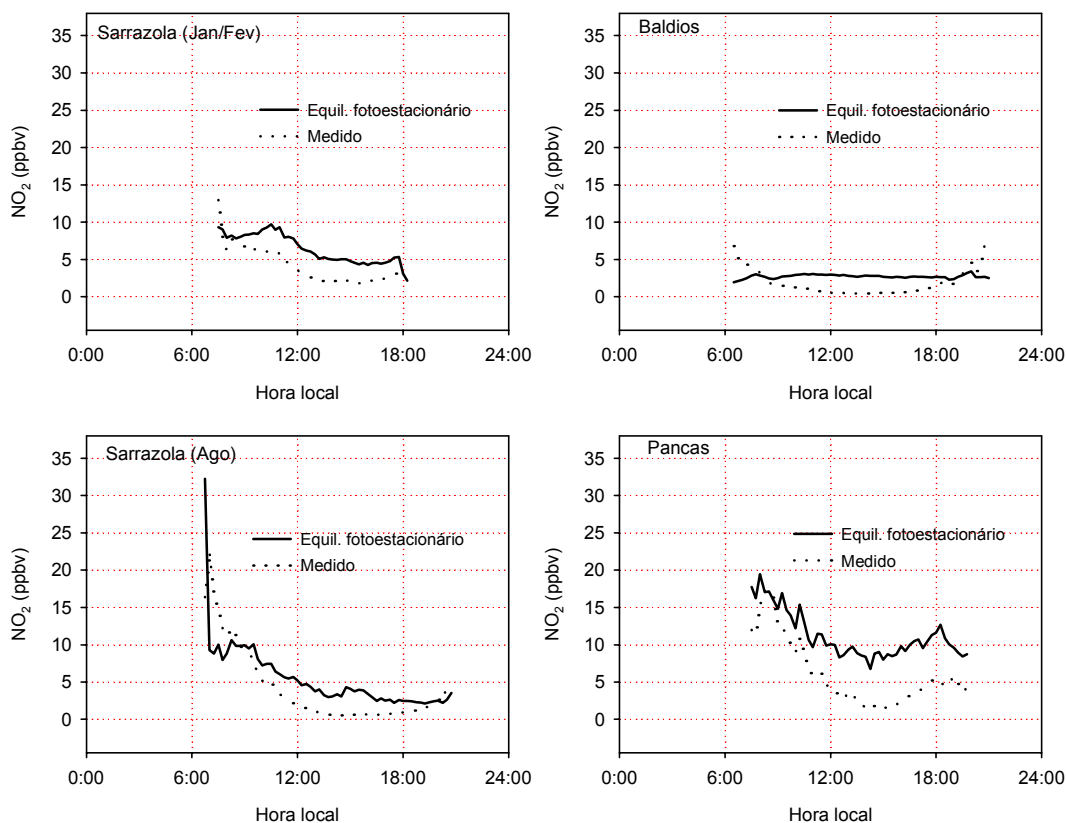 Sarrazola (Jan/Fev)
Equil. fotoestacionário
Medido
NO2 (ppbv)
35
30
25
20
15
10
5
0
0:00 6:00 12:00 18:00 24:00
Hora local
Baldios
Equil. fotoestacionário
Medido
NO2 (ppbv)
35
30
25
20
15
10
5
0
0:00 6:00 12:00 18:00 24:00
Hora local
Sarrazola (Ago)
Equil. fotoestacionário
Medido
NO2 (ppbv)
35
30
25
20
15
10
5
0
0:00 6:00 12:00 18:00 24:00
Hora local
Pancas
Equil. fotoestacionário
Medido
NO2 (ppbv)
35
30
25
20
15
10
5
0
0:00 6:00 12:00 18:00 24:00
Hora local